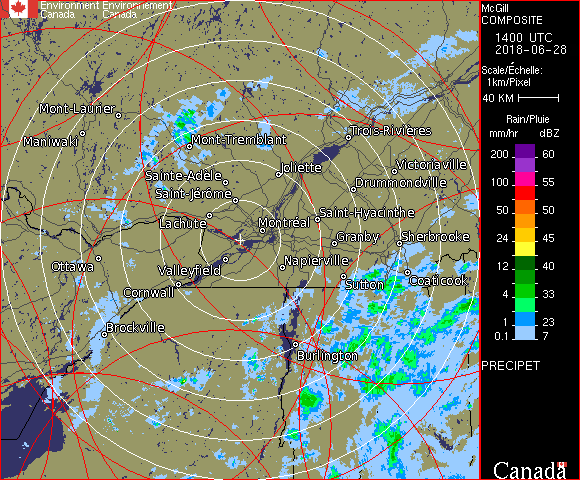 Environment Environnement
Canada Canada
McGill
COMPOSITE
1400 UTC
2018-06-28
Scale/Échelle:
1km/Pixel
40 KM
Rain/Pluie
mm/hr dBZ
200 60
150 55
100 55
50 50
24 45
12 40
4 33
1 23
0.1 7
PRECIPET
Canada
Mont-Laurier
Maniwaki
Mont-Tremblant
Trois-Rivières
Joliette
Victoriaville
Sainte-Adèle
Drummondville
Saint-Jérôme
Lachute
Saint-Hyacinthe
Montréal
Granby
Sherbrooke
Ottawa
Valleyfield
Napierville
Cornwall
Sutton
Coaticook
Brockville
Burlington